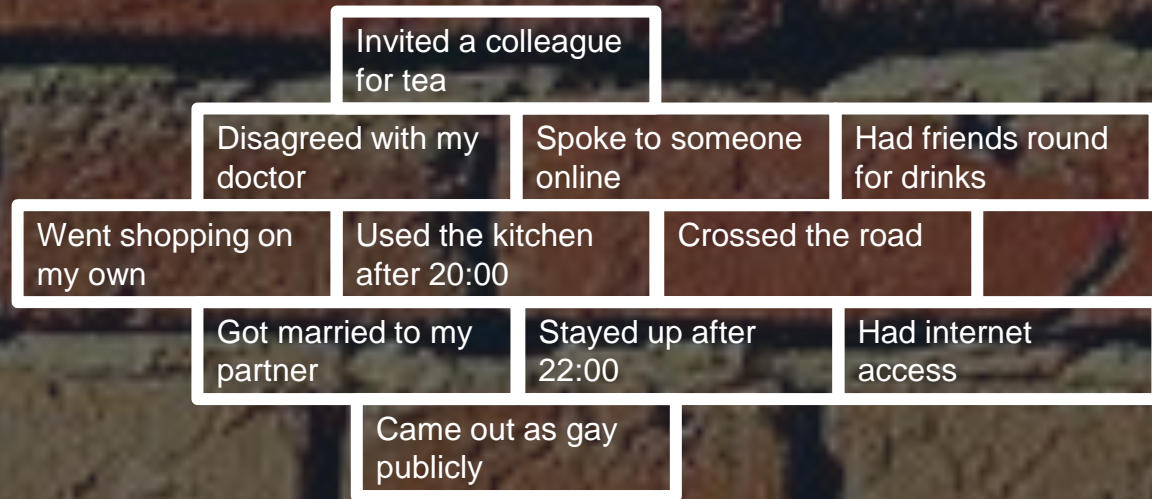 Invited a colleague
for tea
Disagreed with my
doctor
Spoke to someone
online
Had friends round
for drinks
Went shopping on
my own
Used the kitchen
after 20:00
Crossed the road
Got married to my
partner
Stayed up after
22:00
Had internet
access
Came out as gay
publicly